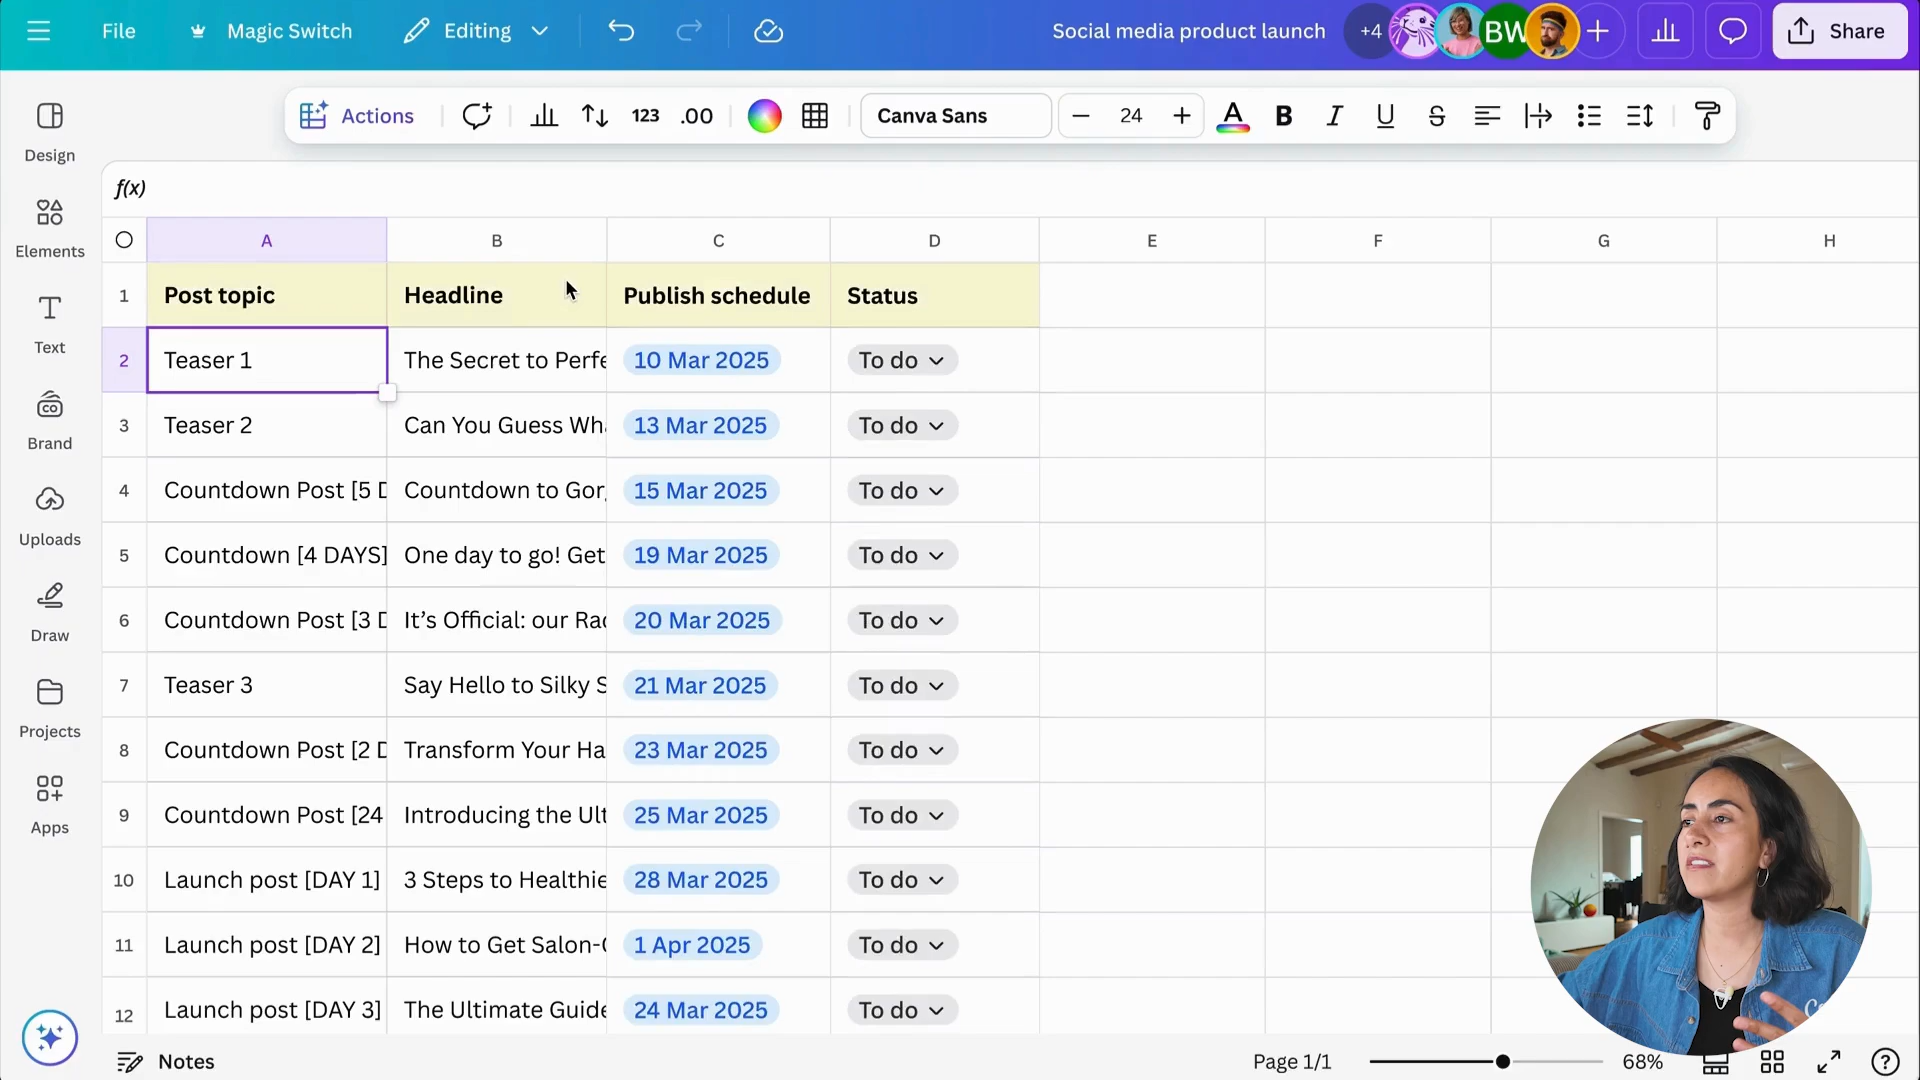 File Magic Switch Editing Social media product launch +4 BW Share
Actions 123 .00 Canva Sans – 24 + A B I U S
Design
f(x)
Elements
A B C D E F G H
1 Post topic Headline Publish schedule Status
Text
2 Teaser 1 The Secret to Perfe 10 Mar 2025 To do
3 Teaser 2 Can You Guess Wha 13 Mar 2025 To do
Brand
4 Countdown Post [5 D Countdown to Gor 15 Mar 2025 To do
Uploads
5 Countdown [4 DAYS] One day to go! Get 19 Mar 2025 To do
6 Countdown Post [3 D It’s Official: our Rad 20 Mar 2025 To do
Draw
7 Teaser 3 Say Hello to Silky S 21 Mar 2025 To do
Projects
8 Countdown Post [2 D Transform Your Ha 23 Mar 2025 To do
9 Countdown Post [24 Introducing the Ult 25 Mar 2025 To do
Apps
10 Launch post [DAY 1] 3 Steps to Healthie 28 Mar 2025 To do
11 Launch post [DAY 2] How to Get Salon- 1 Apr 2025 To do
12 Launch post [DAY 3] The Ultimate Guide 24 Mar 2025 To do
Notes Page 1/1 68% ?